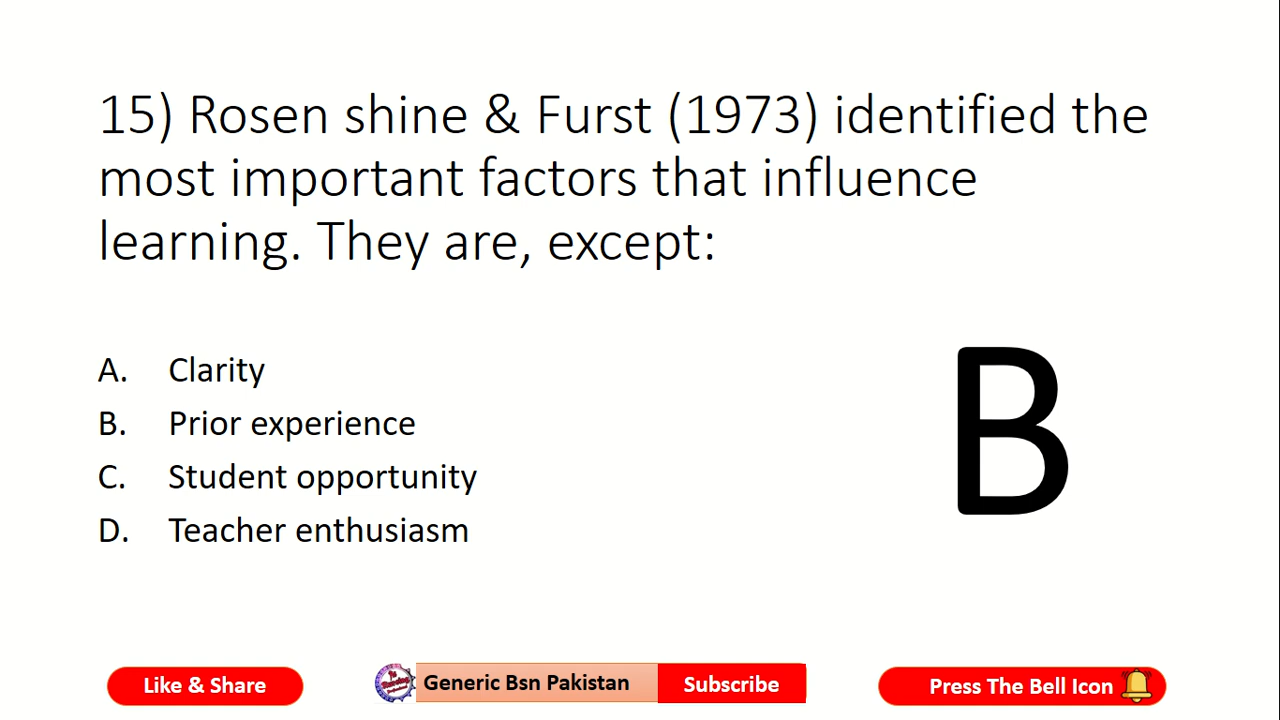 15) Rosen shine & Furst (1973) identified the
most important factors that influence
learning. They are, except:
A. Clarity
B. Prior experience
C. Student opportunity
D. Teacher enthusiasm
B
Like & Share
Generic Bsn Pakistan
Subscribe
Press The Bell Icon